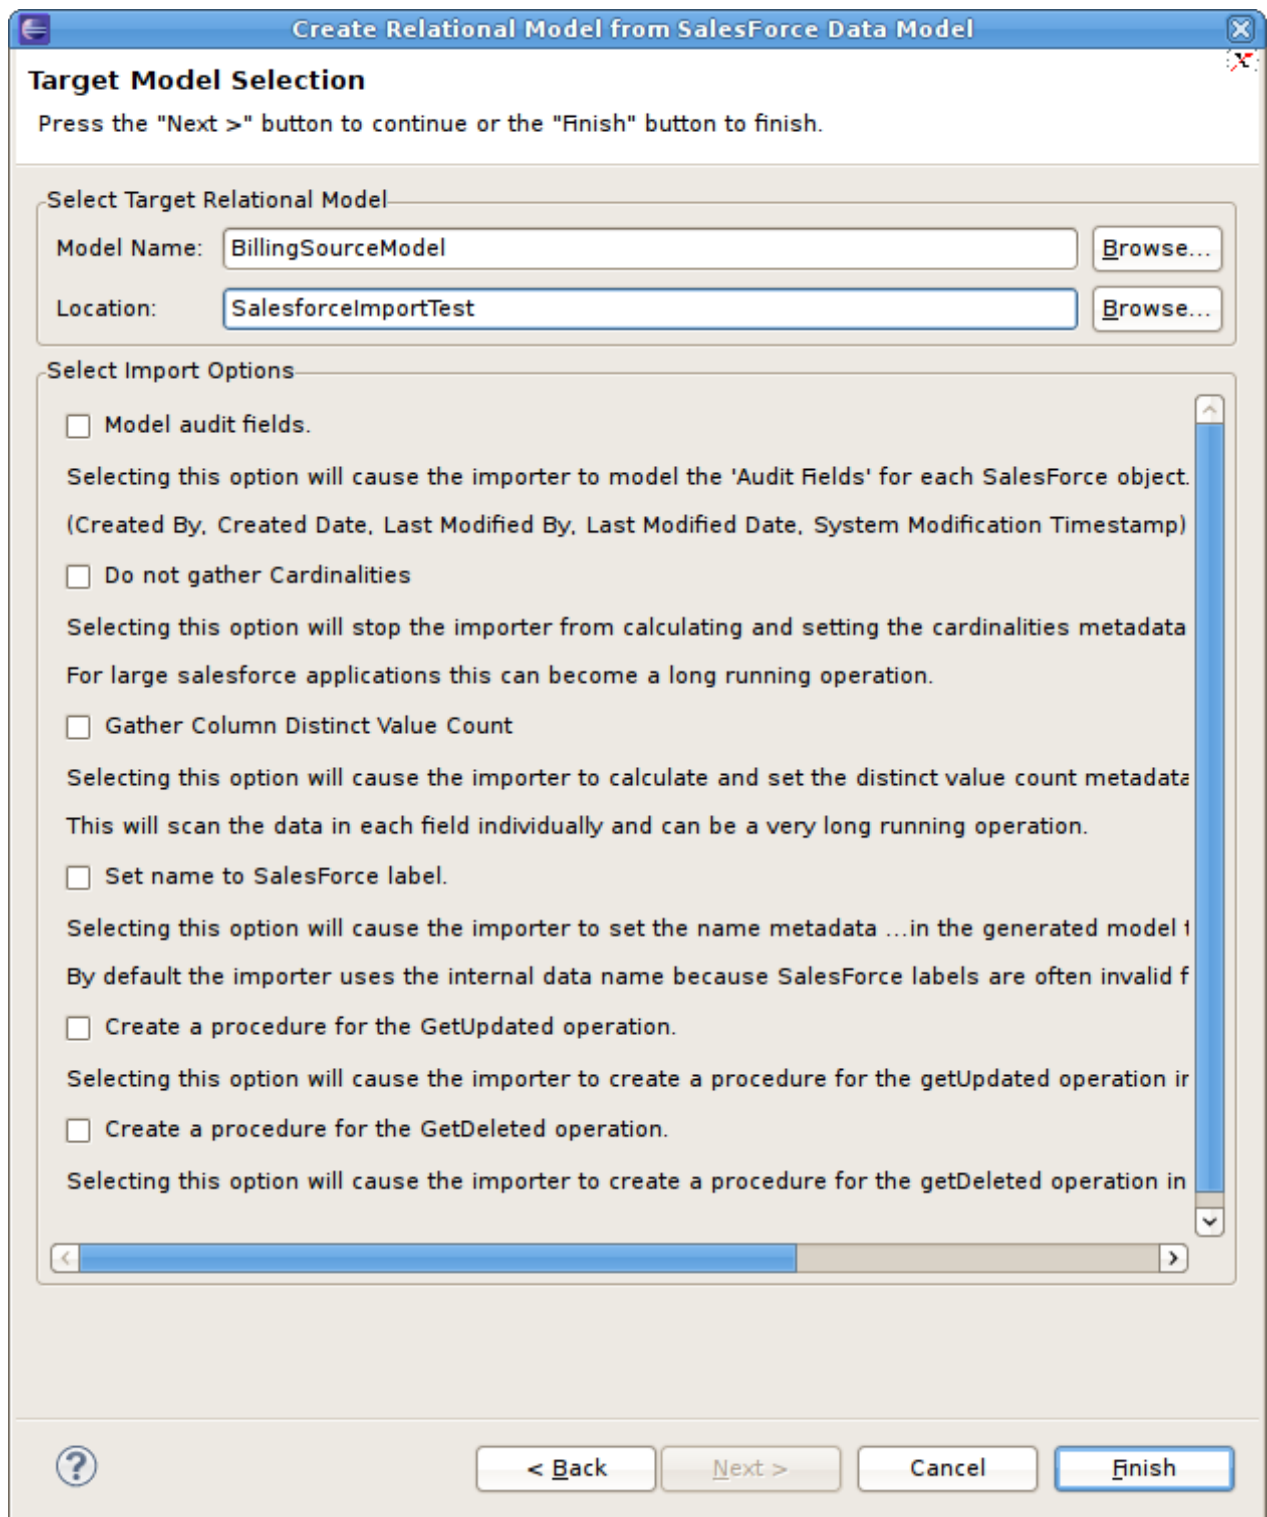 Create Relational Model from SalesForce Data Model
Target Model Selection
Press the "Next >" button to continue or the "Finish" button to finish.
Select Target Relational Model
Model Name: BillingSourceModel Browse...
Location: SalesforceImportTest Browse...
Select Import Options
Model audit fields.
Selecting this option will cause the importer to model the 'Audit Fields' for each SalesForce object.
(Created By, Created Date, Last Modified By, Last Modified Date, System Modification Timestamp)
Do not gather Cardinalities
Selecting this option will stop the importer from calculating and setting the cardinalities metadata
For large salesforce applications this can become a long running operation.
Gather Column Distinct Value Count
Selecting this option will cause the importer to calculate and set the distinct value count metadata
This will scan the data in each field individually and can be a very long running operation.
Set name to SalesForce label.
Selecting this option will cause the importer to set the name metadata ...in the generated model
By default the importer uses the internal data name because SalesForce labels are often invalid f
Create a procedure for the GetUpdated operation.
Selecting this option will cause the importer to create a procedure for the getUpdated operation in
Create a procedure for the GetDeleted operation.
Selecting this option will cause the importer to create a procedure for the getDeleted operation in
< Back Next > Cancel Finish